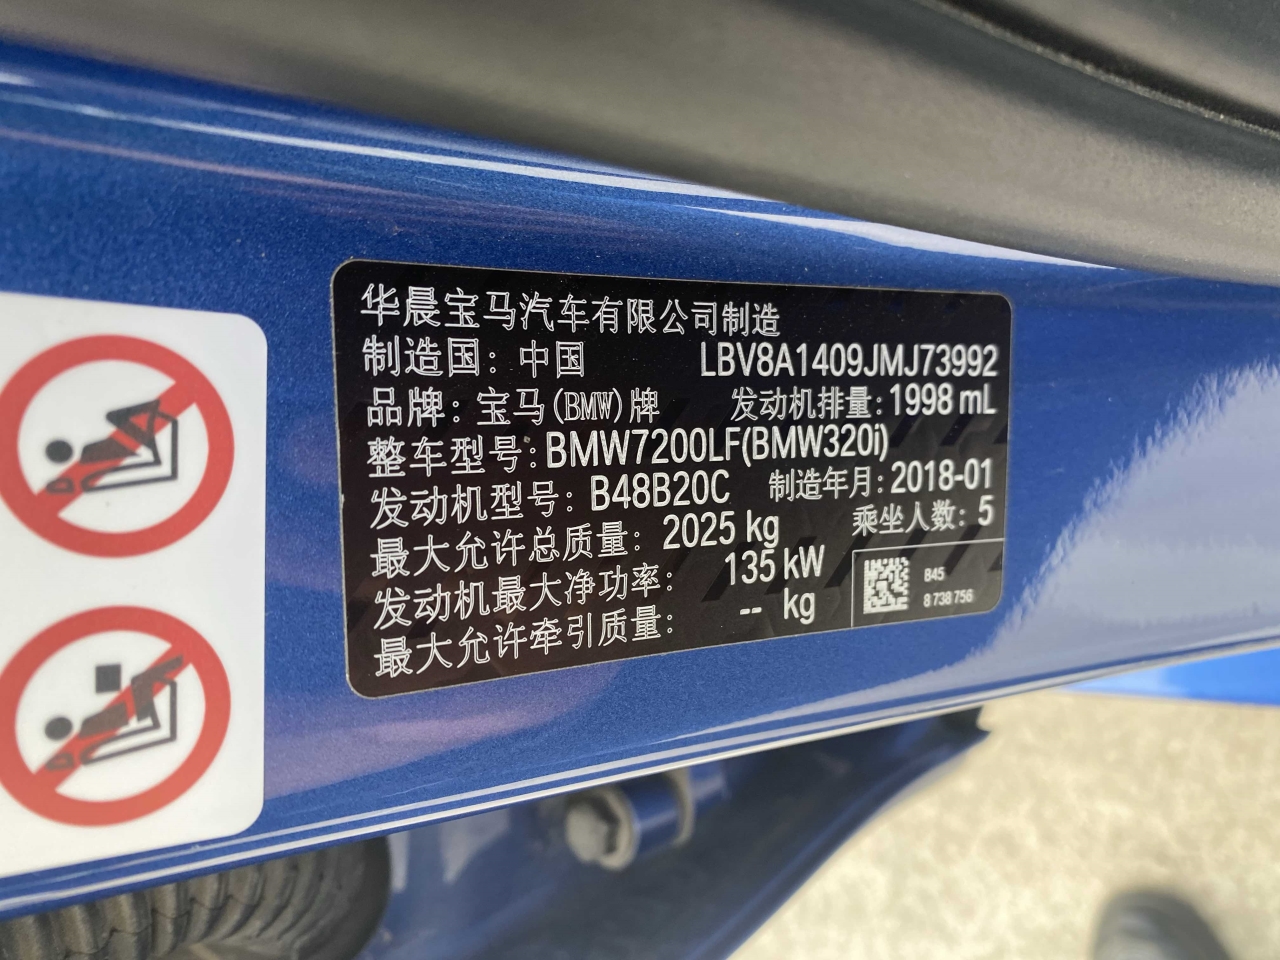 华晨宝马汽车有限公司制造
制造国：中国 LBV8A1409JMJ73992
品牌：宝马(BMW)牌 发动机排量：1998 mL
整车型号：BMW7200LF(BMW320i)
发动机型号：B48B20C 制造年月：2018-01
最大允许总质量：2025 kg 乘坐人数：5
发动机最大净功率：135 kW
最大允许牵引质量：-- kg
B45
8 738 756